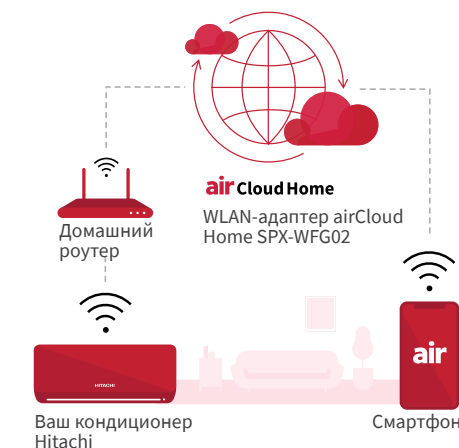 air Cloud Home
WLAN-адаптер airCloud
Home SPX-WFG02
Домашний
роутер
air
HITACHI
Ваш кондиционер
Hitachi
Смартфон